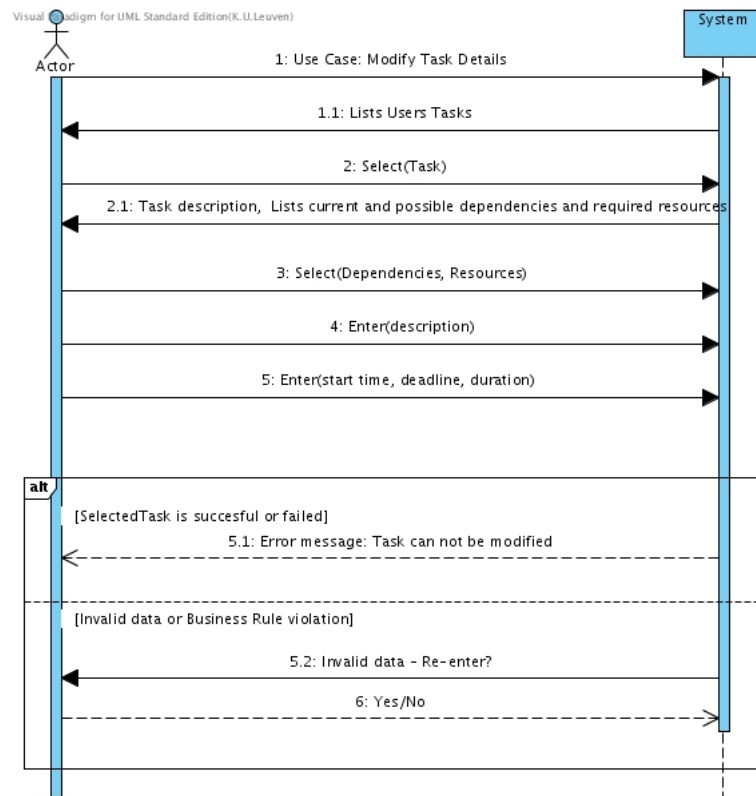 Visual Paradigm for UML Standard Edition(K.U.Leuven)
System
Actor
1: Use Case: Modify Task Details
1.1: Lists Users Tasks
2: Select(Task)
2.1: Task description, Lists current and possible dependencies and required resources
3: Select(Dependencies, Resources)
4: Enter(description)
5: Enter(start time, deadline, duration)
alt
[SelectedTask is succesful or failed]
5.1: Error message: Task can not be modified
[Invalid data or Business Rule violation]
5.2: Invalid data - Re-enter?
6: Yes/No